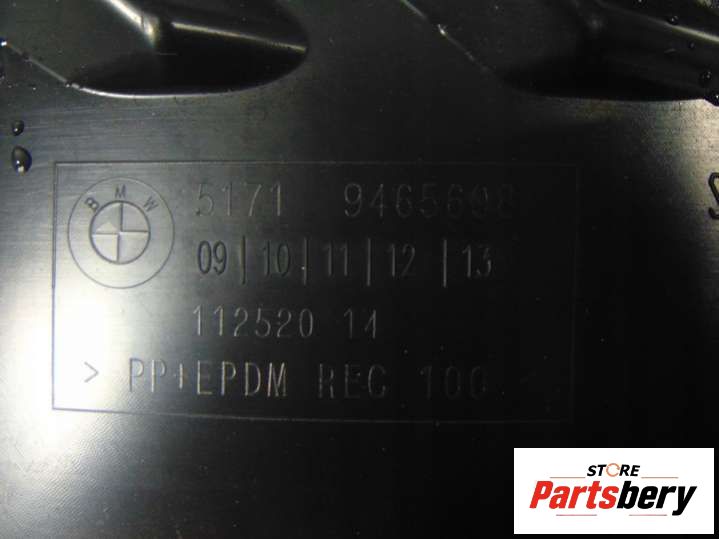 BMW
5171 9465698
09|10|11|12|13
112520 14
> PP+EPDM REC 100 <
STORE
Partsbery